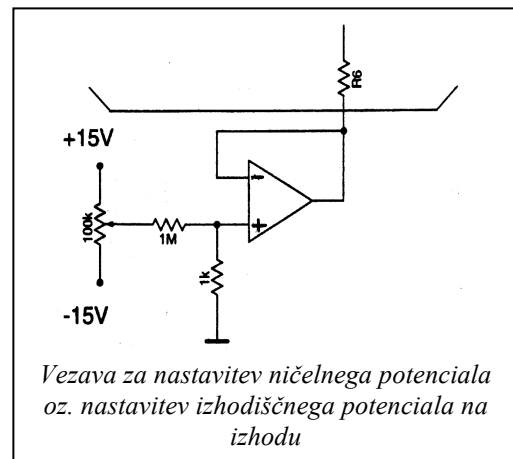 R6
+15V
100k
1M
1k
-15V
Vezava za nastavitev ničelnega potenciala
oz. nastavitev izhodiščnega potenciala na
izhodu